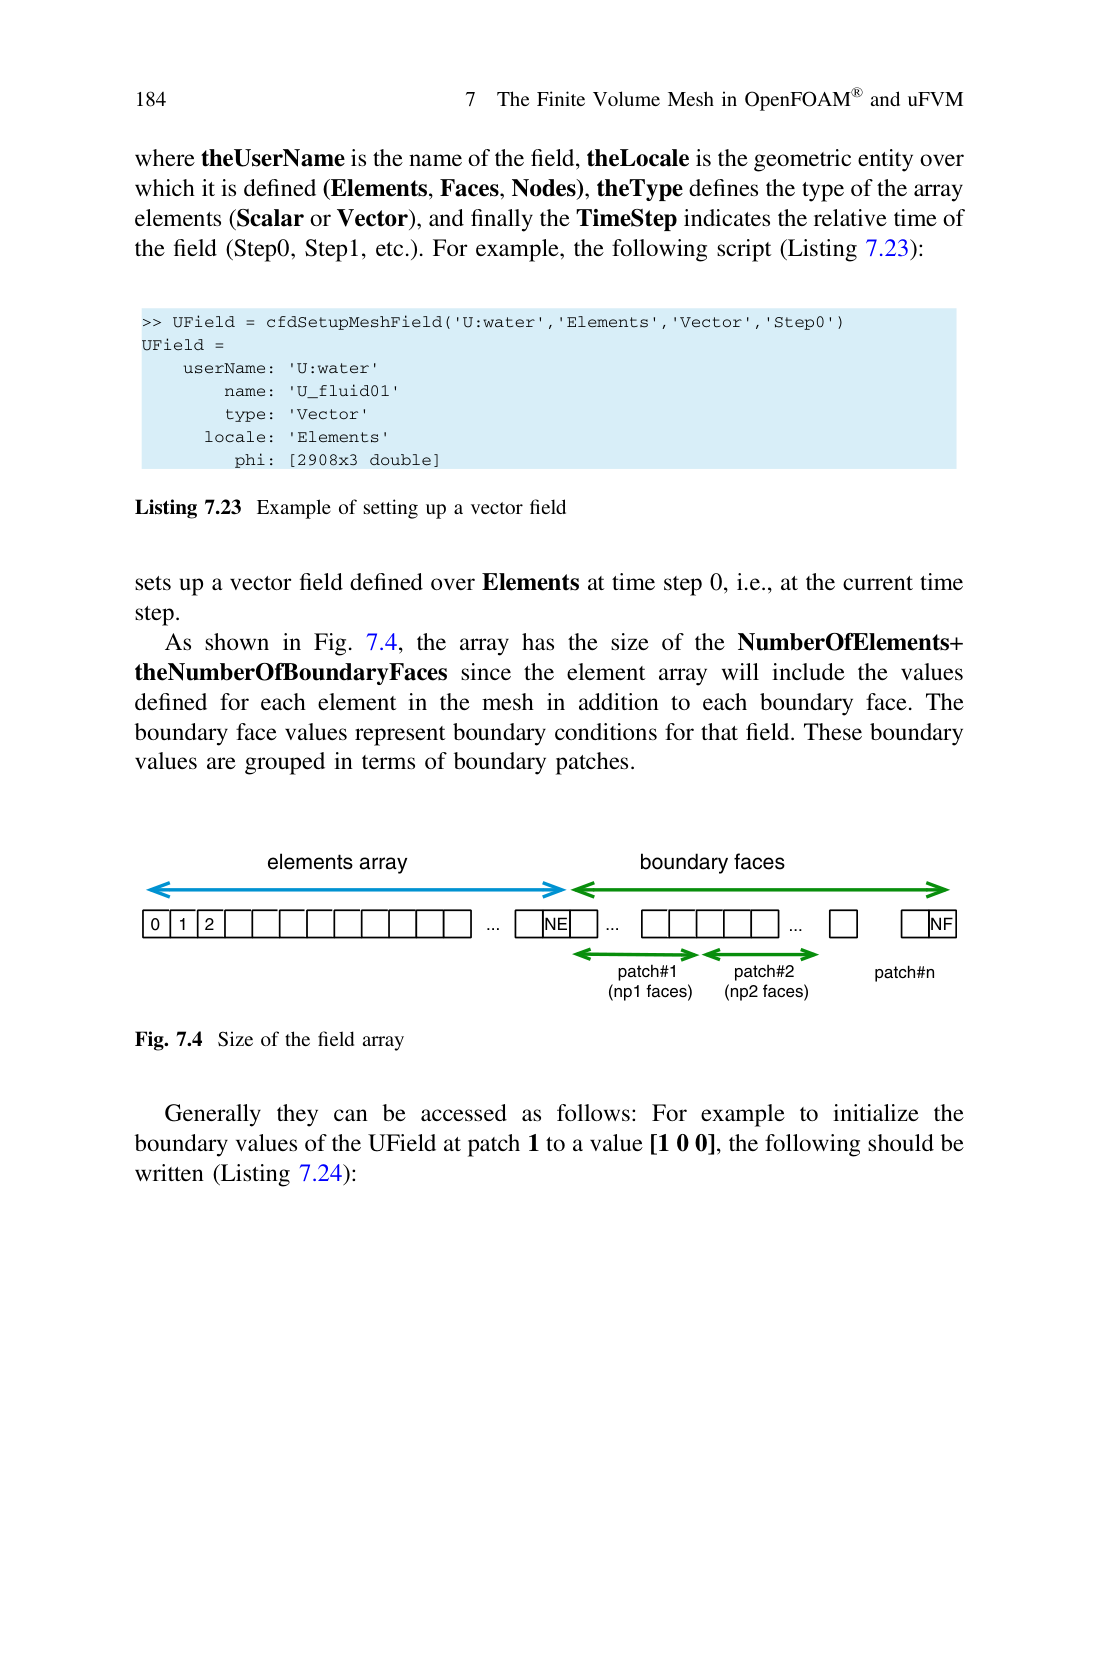 184 7 The Finite Volume Mesh in OpenFOAM® and uFVM
where theUserName is the name of the field, theLocale is the geometric entity over
which it is defined (Elements, Faces, Nodes), theType defines the type of the array
elements (Scalar or Vector), and finally the TimeStep indicates the relative time of
the field (Step0, Step1, etc.). For example, the following script (Listing 7.23):
>> UField = cfdSetupMeshField('U:water','Elements','Vector','Step0')
UField =
userName: 'U:water'
name: 'U_fluid01'
type: 'Vector'
locale: 'Elements'
phi: [2908x3 double]
Listing 7.23 Example of setting up a vector field
sets up a vector field defined over Elements at time step 0, i.e., at the current time
step.
As shown in Fig. 7.4, the array has the size of the NumberOfElements+
theNumberOfBoundaryFaces since the element array will include the values
defined for each element in the mesh in addition to each boundary face. The
boundary face values represent boundary conditions for that field. These boundary
values are grouped in terms of boundary patches.
elements array boundary faces
0 1 2 ... NE ... ... NF
patch#1 patch#2 patch#n
(np1 faces) (np2 faces)
Fig. 7.4 Size of the field array
Generally they can be accessed as follows: For example to initialize the
boundary values of the UField at patch 1 to a value [1 0 0], the following should be
written (Listing 7.24):